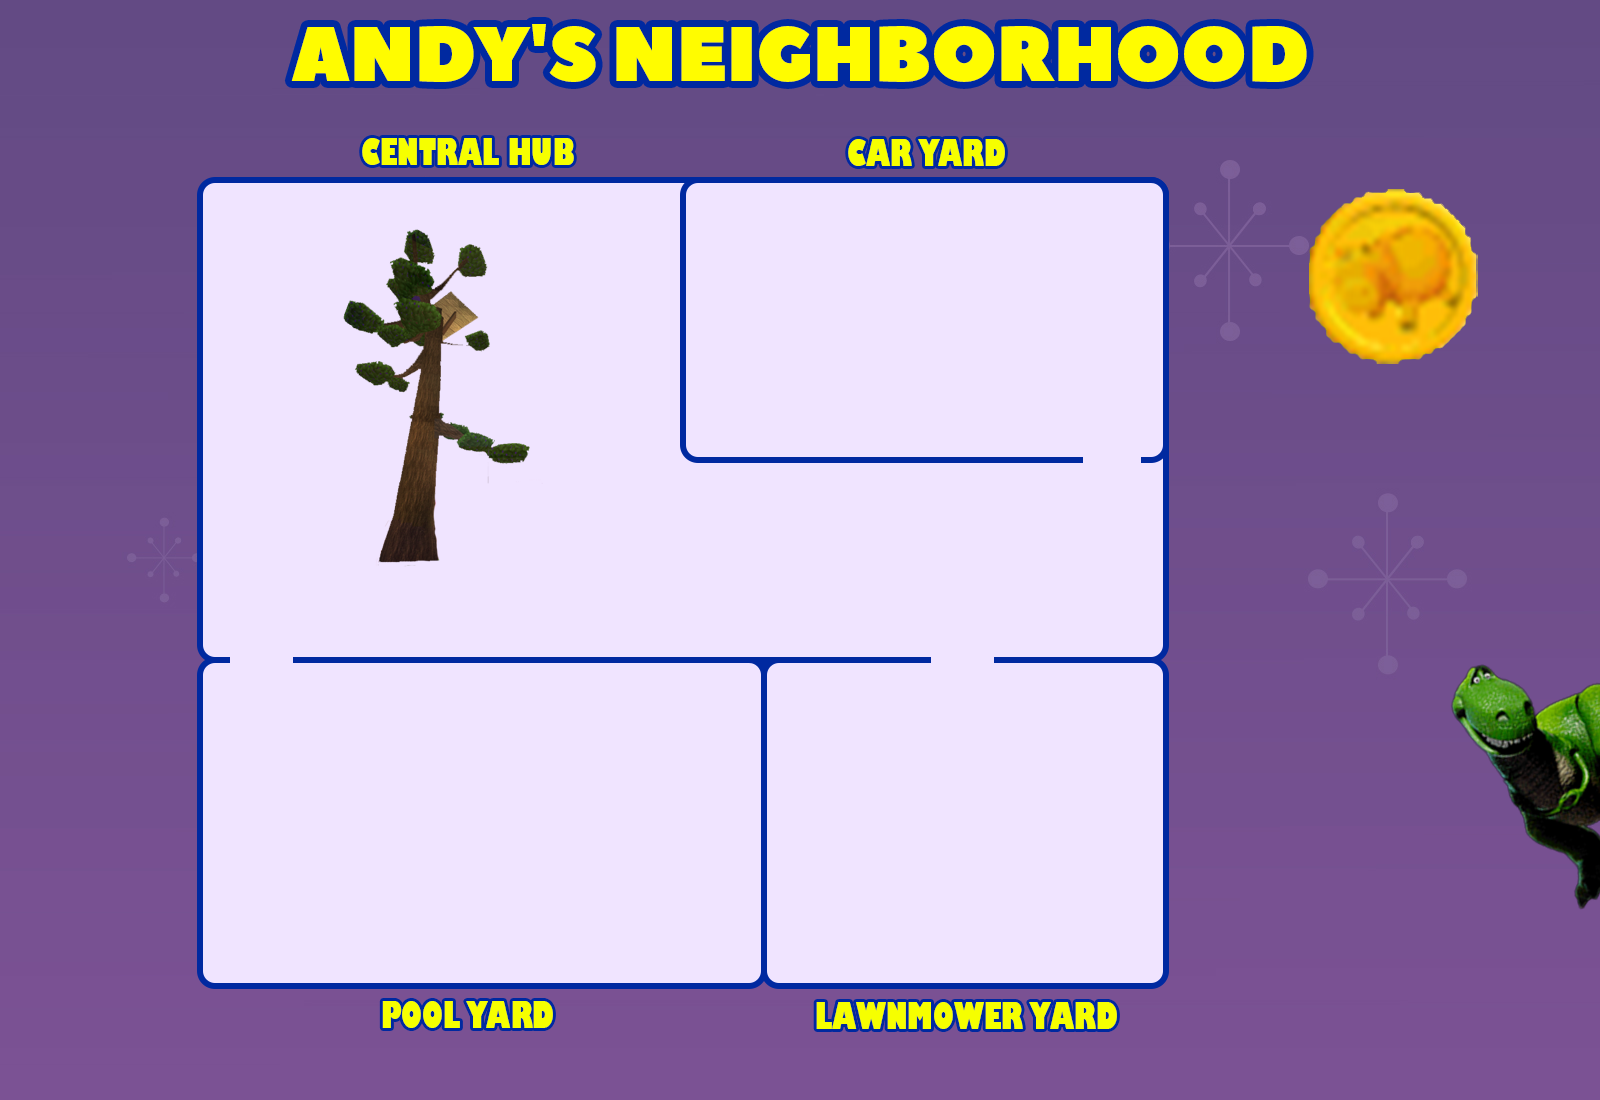 ANDY'S NEIGHBORHOOD
CENTRAL HUB
CAR YARD
POOL YARD
LAWNMOWER YARD